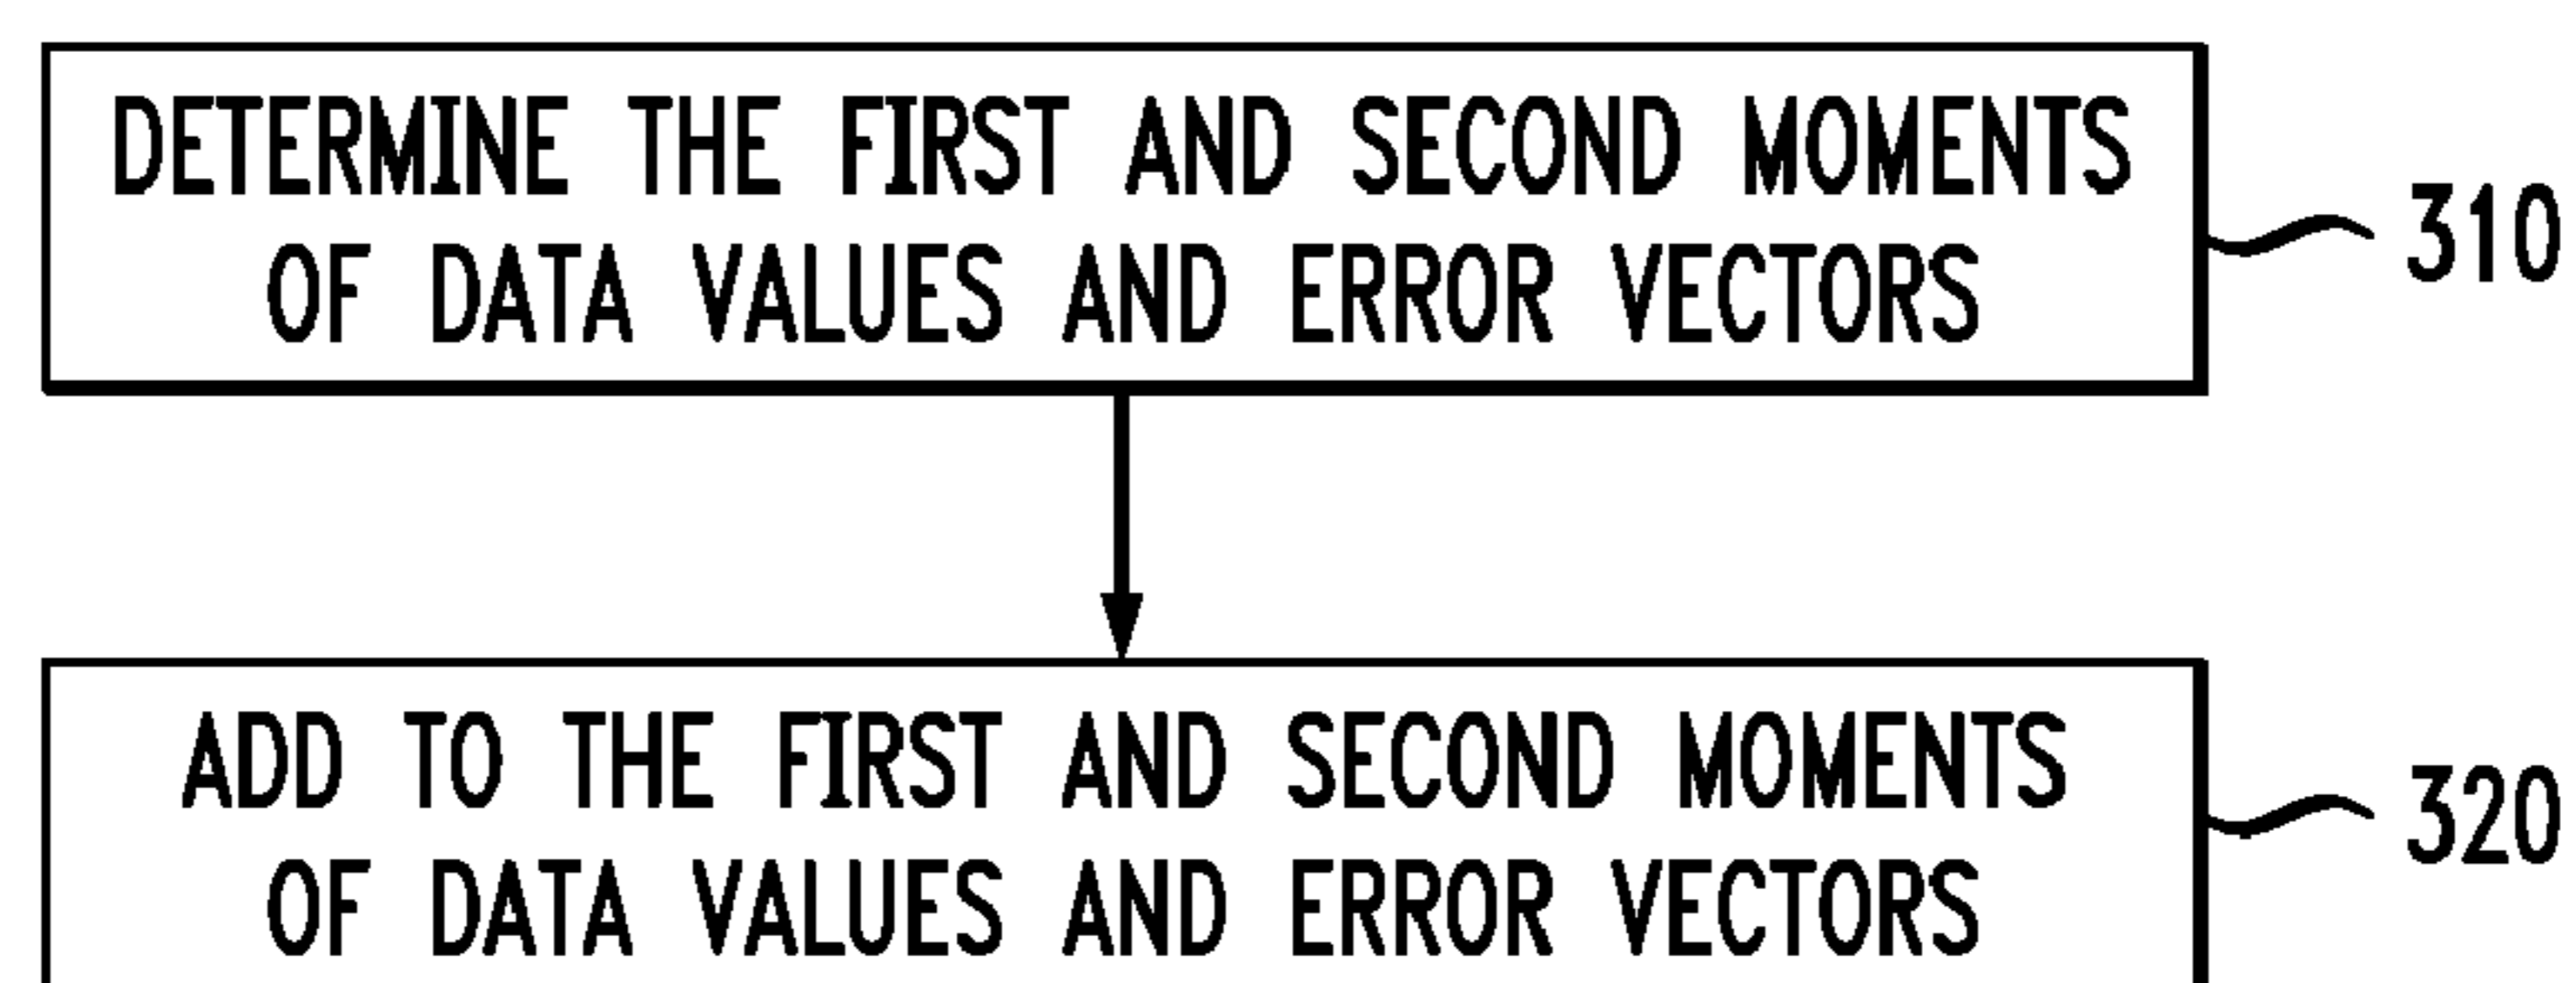 DETERMINE THE FIRST AND SECOND MOMENTS
OF DATA VALUES AND ERROR VECTORS
310
ADD TO THE FIRST AND SECOND MOMENTS
OF DATA VALUES AND ERROR VECTORS
320